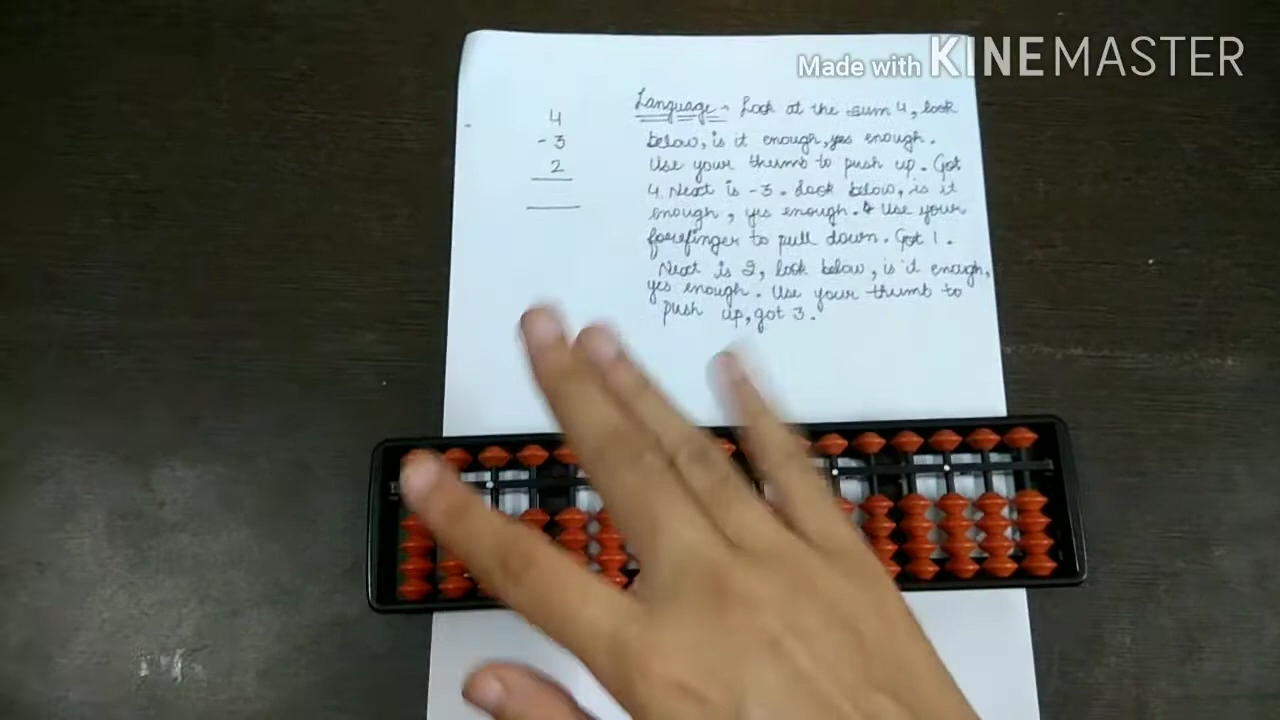 Made with KINEMASTER
4
- 3
2
Language - Look at the sum 4, look
below, is it enough, yes enough.
Use your thumb to push up. Got
4. Next is -3. Look below, is it
enough, yes enough. Use your
forefinger to pull down. Got 1.
Next is 2, look below, is it enough,
yes enough. Use your thumb to
push up, got 3.